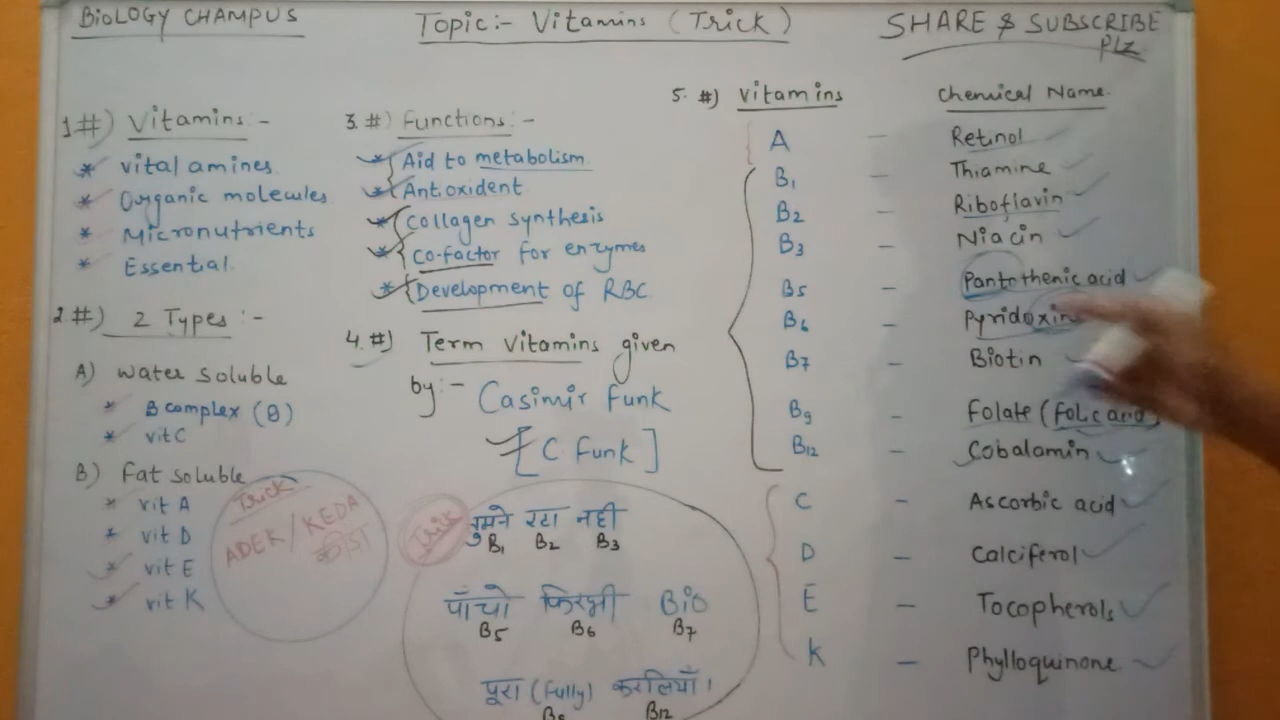 BIOLOGY CHAMPUS
Topic:- Vitamins (Trick)
SHARE & SUBSCRIBE
PLZ
1#) Vitamins:-
* vital amines
* Organic molecules
* Micronutrients
* Essential
2.#) 2 Types:-
A) Water soluble
* B complex (8)
* vit C
B) Fat soluble
* vit A
* vit D
* vit E
* vit K
Trick
ADEK/KEDA
3.#) Functions:-
* Aid to metabolism
* Antioxident
* Collagen synthesis
* Co-factor for enzymes
* Development of RBC
4.#) Term Vitamins given
by:- Casimir Funk
[C Funk]
Trick
तुमने रटा नही
B1 B2 B3
पाँचो फिरभी Bio
B5 B6 B7
पूरा (Fully) करलियाँ।
B9 B12
5.#) Vitamins Chemical Name
A - Retinol
B1 - Thiamine
B2 - Riboflavin
B3 - Niacin
B5 - Pantothenic acid
B6 - Pyridoxin
B7 - Biotin
B9 - Folate (Folic acid)
B12 - Cobalamin
C - Ascorbic acid
D - Calciferol
E - Tocopherols
K - Phylloquinone